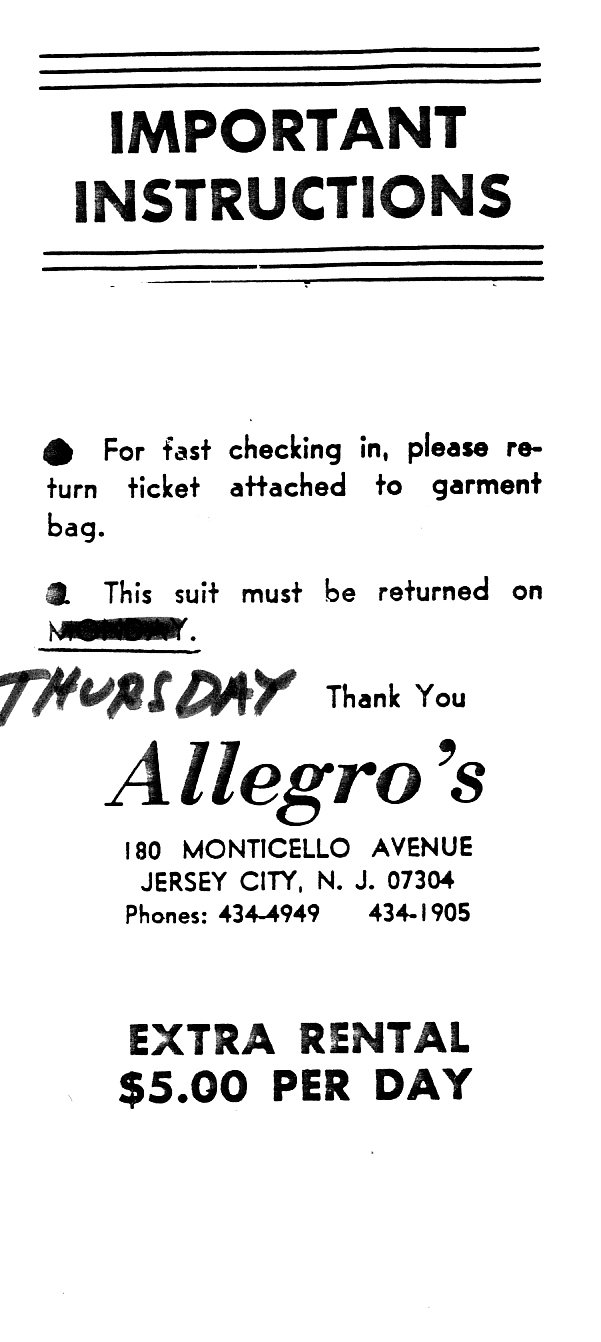 IMPORTANT
INSTRUCTIONS
● For fast checking in, please re-
turn ticket attached to garment
bag.
● This suit must be returned on
MONDAY.
THURSDAY Thank You
Allegro's
180 MONTICELLO AVENUE
JERSEY CITY, N. J. 07304
Phones: 434-4949 434-1905
EXTRA RENTAL
$5.00 PER DAY